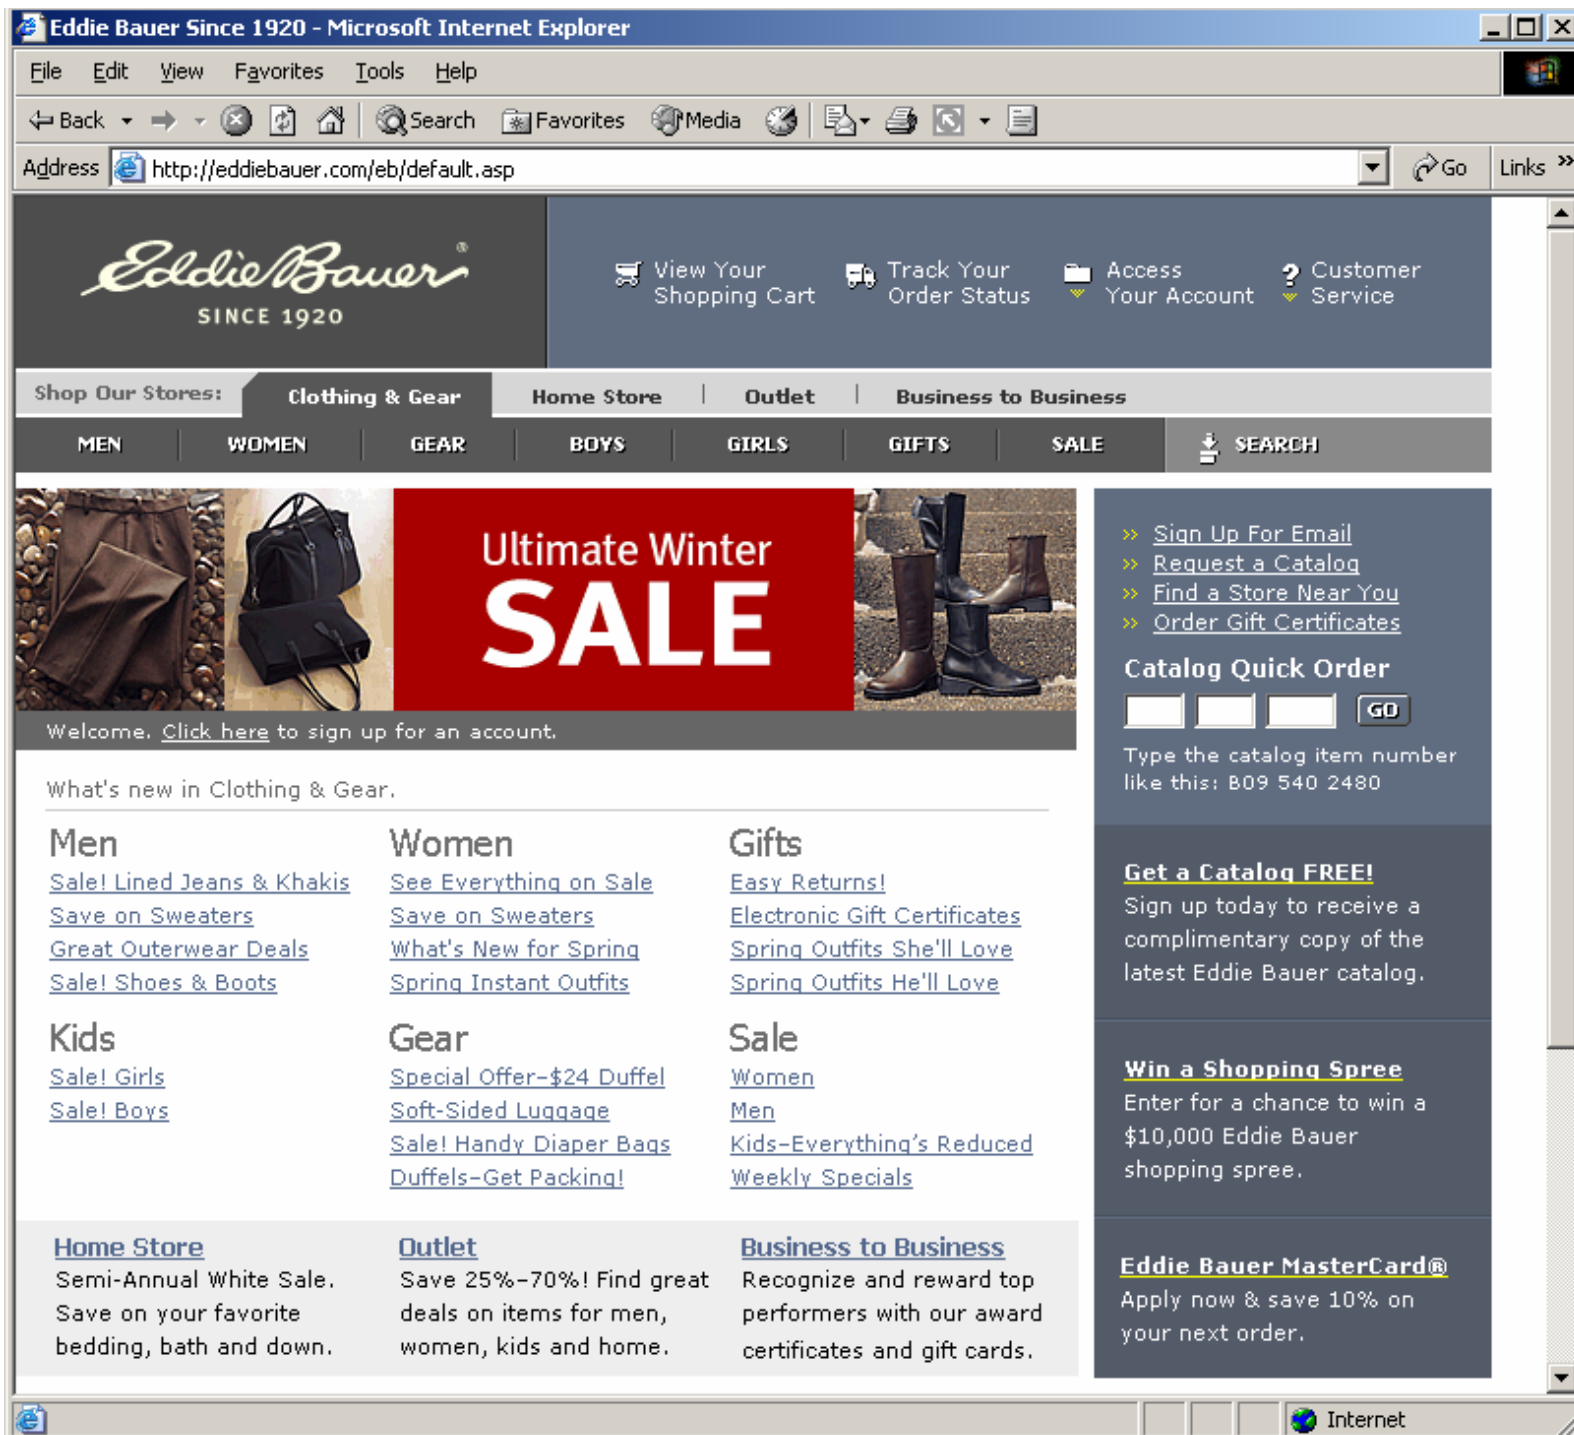 Eddie Bauer Since 1920 - Microsoft Internet Explorer
File Edit View Favorites Tools Help
Back Search Favorites Media
Address http://eddiebauer.com/eb/default.asp Go Links »
Eddie Bauer®
SINCE 1920
View Your
Shopping Cart
Track Your
Order Status
Access
Your Account
? Customer
Service
Shop Our Stores: Clothing & Gear Home Store | Outlet | Business to Business
MEN WOMEN GEAR BOYS GIRLS GIFTS SALE SEARCH
Ultimate Winter
SALE
Welcome. Click here to sign up for an account.
» Sign Up For Email
» Request a Catalog
» Find a Store Near You
» Order Gift Certificates
Catalog Quick Order
GO
Type the catalog item number
like this: B09 540 2480
What's new in Clothing & Gear.
Men
Sale! Lined Jeans & Khakis
Save on Sweaters
Great Outerwear Deals
Sale! Shoes & Boots
Women
See Everything on Sale
Save on Sweaters
What's New for Spring
Spring Instant Outfits
Gifts
Easy Returns!
Electronic Gift Certificates
Spring Outfits She'll Love
Spring Outfits He'll Love
Kids
Sale! Girls
Sale! Boys
Gear
Special Offer–$24 Duffel
Soft-Sided Luggage
Sale! Handy Diaper Bags
Duffels–Get Packing!
Sale
Women
Men
Kids–Everything's Reduced
Weekly Specials
Get a Catalog FREE!
Sign up today to receive a
complimentary copy of the
latest Eddie Bauer catalog.
Win a Shopping Spree
Enter for a chance to win a
$10,000 Eddie Bauer
shopping spree.
Eddie Bauer MasterCard®
Apply now & save 10% on
your next order.
Home Store
Semi-Annual White Sale.
Save on your favorite
bedding, bath and down.
Outlet
Save 25%–70%! Find great
deals on items for men,
women, kids and home.
Business to Business
Recognize and reward top
performers with our award
certificates and gift cards.
Internet